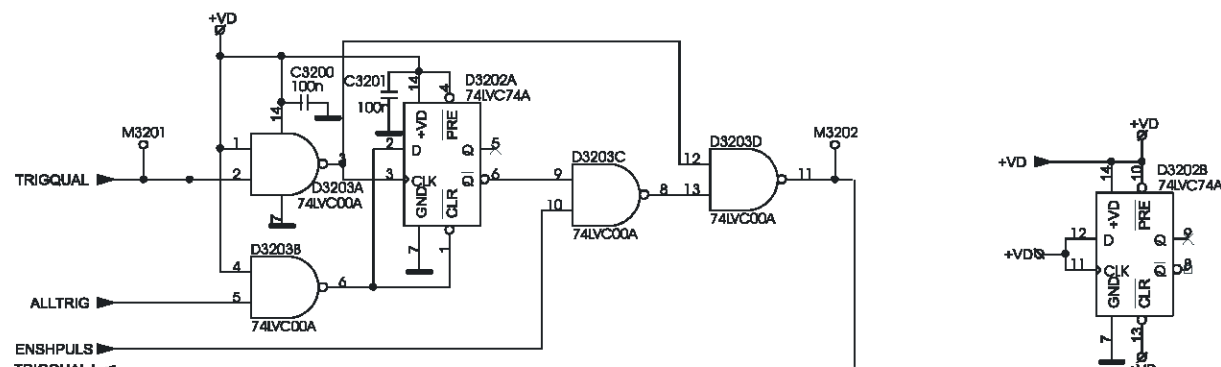 +VD
C3200
100n
C3201
100n
D3202A
74LVC74A
14
14
4
M3201
+VD
PRE
M3202
1
2
3
D
Q
5
D3203D
TRIGQUAL
2
D3203A
74LVC00A
3
CLK
Q
6
9
D3203C
12
11
GND
CLR
8
13
7
10
74LVC00A
74LVC00A
D3203B
7
1
4
6
ALLTRIG
5
74LVC00A
ENSHPULS
+VD
+VD
14
10
D3202B
74LVC74A
+VD
PRE
12
D
Q
9
+VD
11
CLK
Q
8
GND
CLR
7
13
+VD